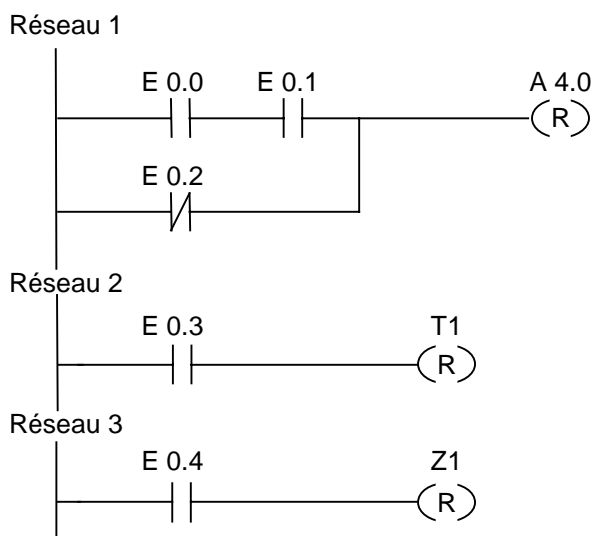 Réseau 1
E 0.0 E 0.1 A 4.0
R
E 0.2
Réseau 2
E 0.3 T1
R
Réseau 3
E 0.4 Z1
R